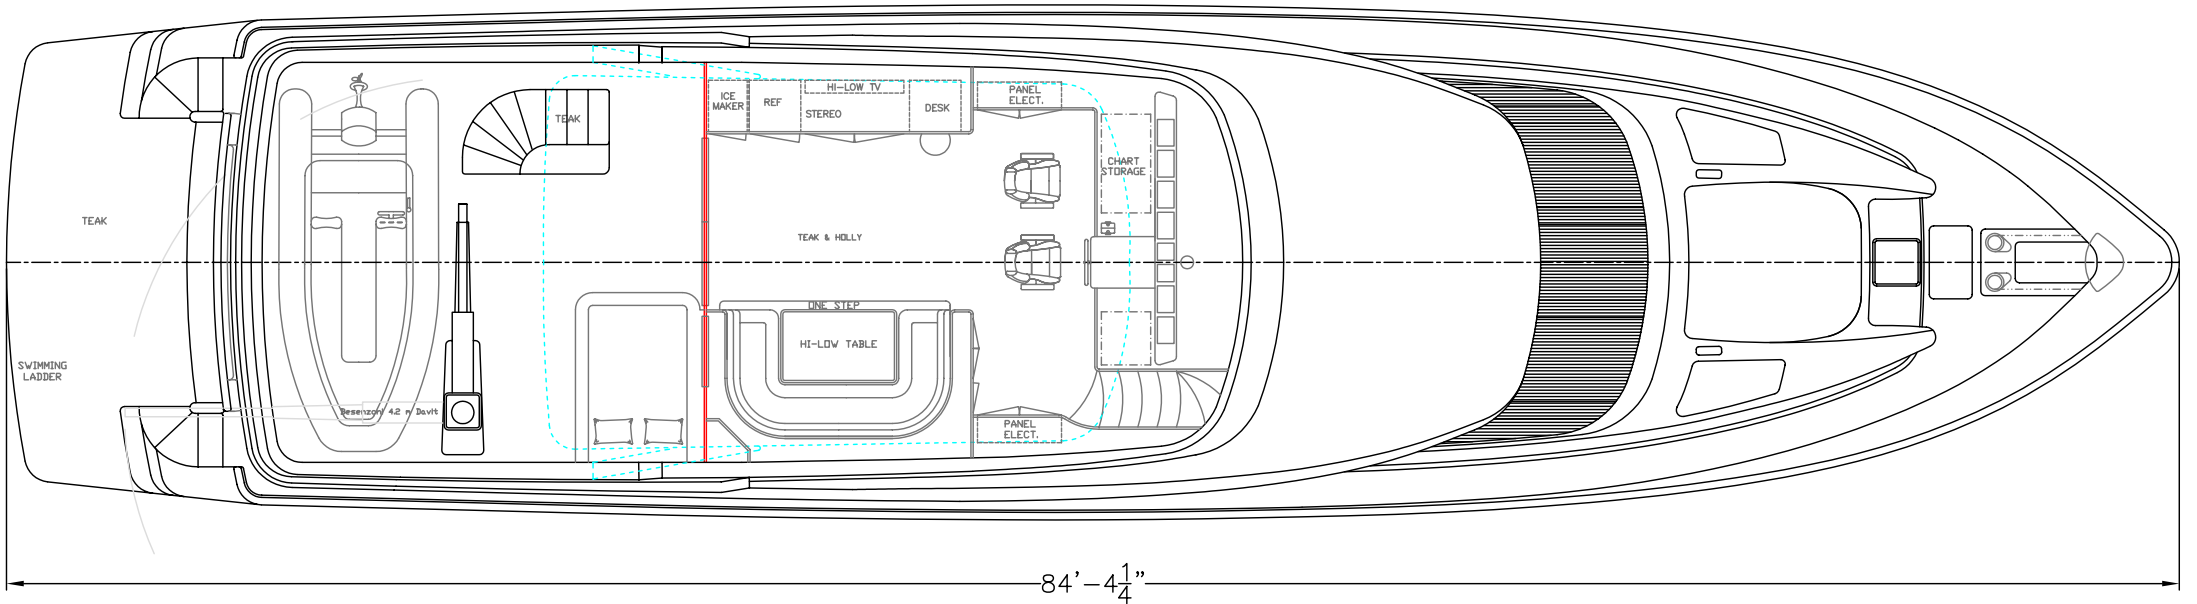 ICE
MAKER
REF
HI-LOW TV
STEREO
DESK
PANEL
ELECT.
TEAK
CHART
STORAGE
TEAK
TEAK & HOLLY
ONE STEP
HI-LOW TABLE
SWIMMING
LADDER
Besenzoni 4.2 m Davit
PANEL
ELECT.
84'-4 1/4"